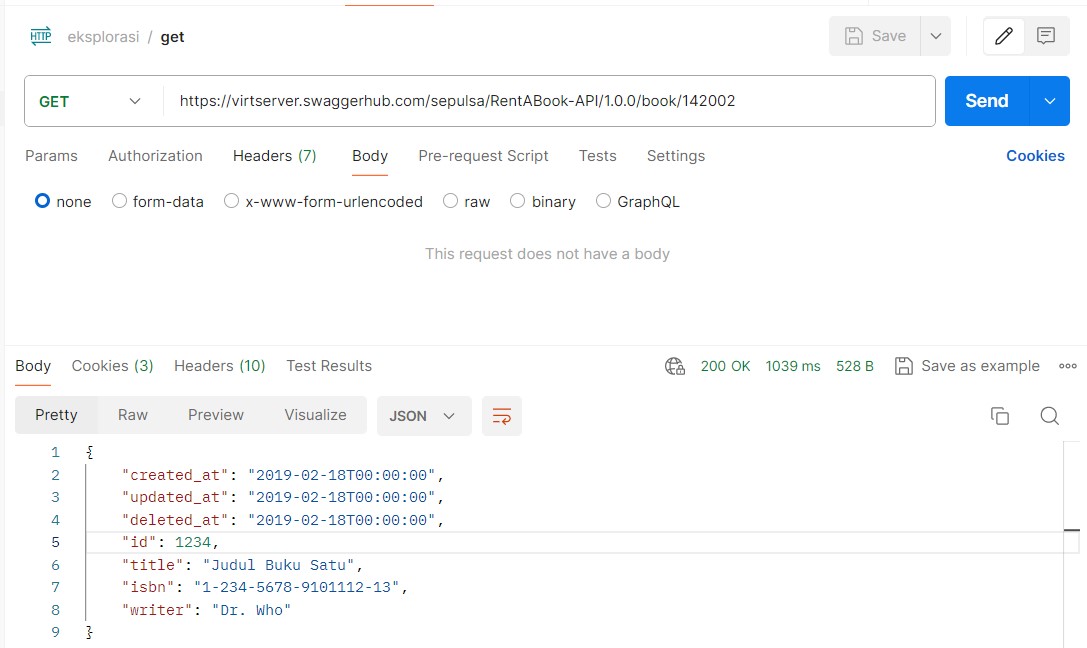 HTTP eksplorasi / get Save
GET https://virtserver.swaggerhub.com/sepulsa/RentABook-API/1.0.0/book/142002 Send
Params Authorization Headers (7) Body Pre-request Script Tests Settings Cookies
none form-data x-www-form-urlencoded raw binary GraphQL
This request does not have a body
Body Cookies (3) Headers (10) Test Results 200 OK 1039 ms 528 B Save as example
Pretty Raw Preview Visualize JSON
1 {
2 "created_at": "2019-02-18T00:00:00",
3 "updated_at": "2019-02-18T00:00:00",
4 "deleted_at": "2019-02-18T00:00:00",
5 "id": 1234,
6 "title": "Judul Buku Satu",
7 "isbn": "1-234-5678-9101112-13",
8 "writer": "Dr. Who"
9 }